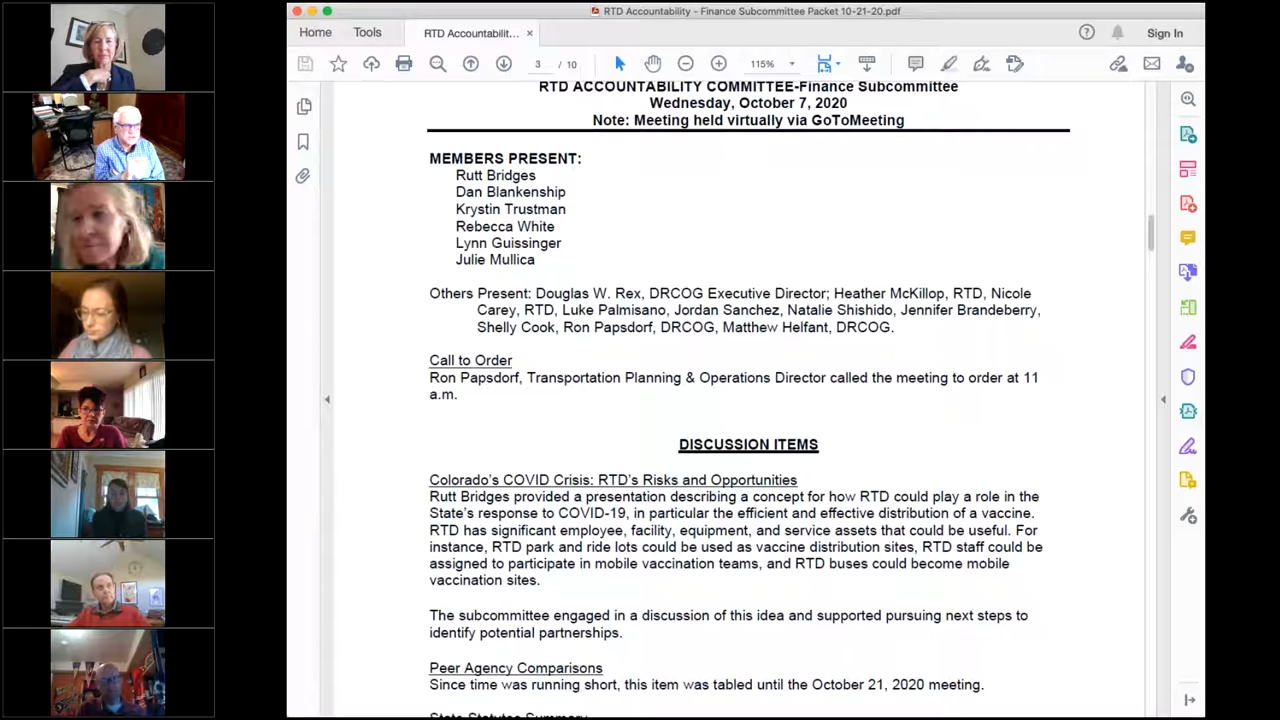 RTD Accountability - Finance Subcommittee Packet 10-21-20.pdf
Home
Tools
RTD Accountabilit...
Sign In
3 / 10
115%
RTD ACCOUNTABILITY COMMITTEE-Finance Subcommittee
Wednesday, October 7, 2020
Note: Meeting held virtually via GoToMeeting
MEMBERS PRESENT:
Rutt Bridges
Dan Blankenship
Krystin Trustman
Rebecca White
Lynn Guissinger
Julie Mullica
Others Present: Douglas W. Rex, DRCOG Executive Director; Heather McKillop, RTD, Nicole
Carey, RTD, Luke Palmisano, Jordan Sanchez, Natalie Shishido, Jennifer Brandeberry,
Shelly Cook, Ron Papsdorf, DRCOG, Matthew Helfant, DRCOG.
Call to Order
Ron Papsdorf, Transportation Planning & Operations Director called the meeting to order at 11
a.m.
DISCUSSION ITEMS
Colorado's COVID Crisis: RTD's Risks and Opportunities
Rutt Bridges provided a presentation describing a concept for how RTD could play a role in the
State's response to COVID-19, in particular the efficient and effective distribution of a vaccine.
RTD has significant employee, facility, equipment, and service assets that could be useful. For
instance, RTD park and ride lots could be used as vaccine distribution sites, RTD staff could be
assigned to participate in mobile vaccination teams, and RTD buses could become mobile
vaccination sites.
The subcommittee engaged in a discussion of this idea and supported pursuing next steps to
identify potential partnerships.
Peer Agency Comparisons
Since time was running short, this item was tabled until the October 21, 2020 meeting.
State Statutes Summary